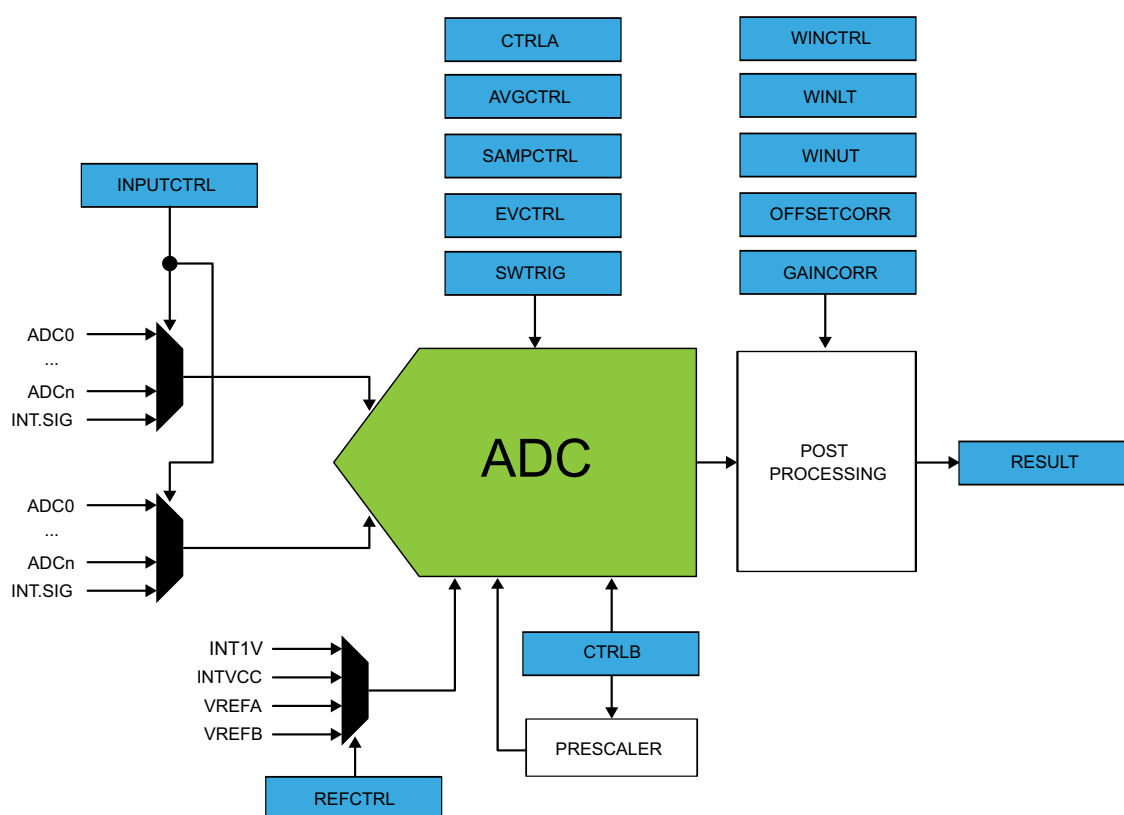 CTRLA
AVGCTRL
SAMPCTRL
EVCTRL
SWTRIG
WINCTRL
WINLT
WINUT
OFFSETCORR
GAINCORR
INPUTCTRL
ADC0
...
ADCn
INT.SIG
ADC0
...
ADCn
INT.SIG
ADC
POST
PROCESSING
RESULT
INT1V
INTVCC
VREFA
VREFB
CTRLB
PRESCALER
REFCTRL